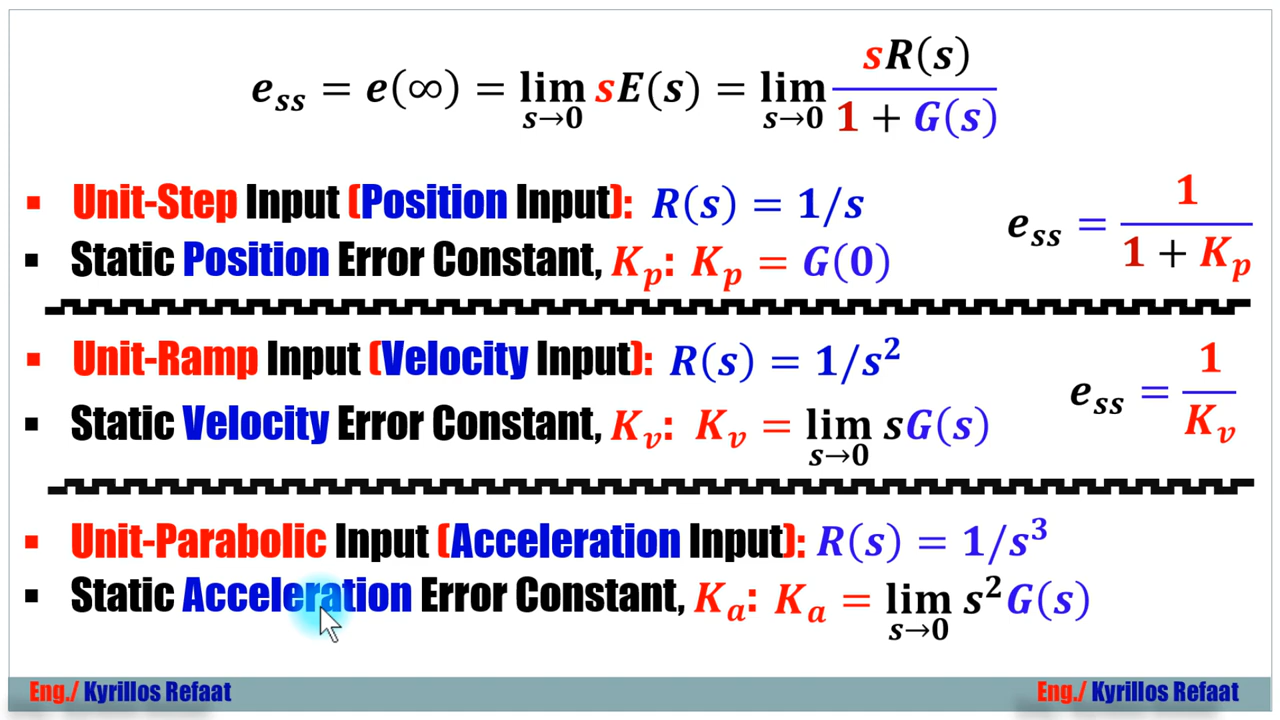 e_ss = e(∞) = lim_{s→0} sE(s) = lim_{s→0} sR(s) / (1 + G(s))
▪ Unit-Step Input (Position Input): R(s) = 1/s
▪ Static Position Error Constant, K_p: K_p = G(0)
e_ss = 1 / (1 + K_p)
▪ Unit-Ramp Input (Velocity Input): R(s) = 1/s²
▪ Static Velocity Error Constant, K_v: K_v = lim_{s→0} sG(s)
e_ss = 1 / K_v
▪ Unit-Parabolic Input (Acceleration Input): R(s) = 1/s³
▪ Static Acceleration Error Constant, K_a: K_a = lim_{s→0} s²G(s)
Eng./ Kyrillos Refaat
Eng./ Kyrillos Refaat